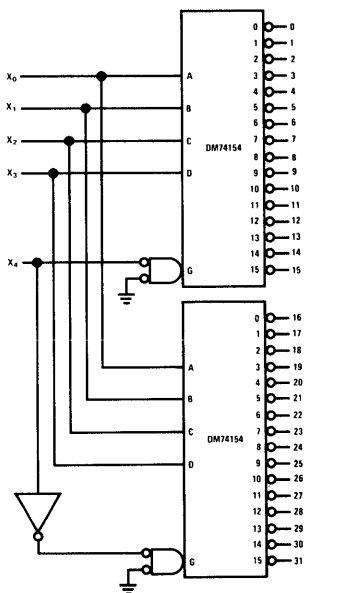 0 0
1 1
2 2
X0 A 3 3
4 4
X1 B 5 5
6 6
X2 C 7 7
DM74154
8 8
X3 D 9 9
10 10
11 11
12 12
13 13
X4 14 14
G 15 15
0 16
1 17
2 18
A 3 19
4 20
B 5 21
6 22
C 7 23
DM74154
8 24
D 9 25
10 26
11 27
12 28
13 29
14 30
G 15 31